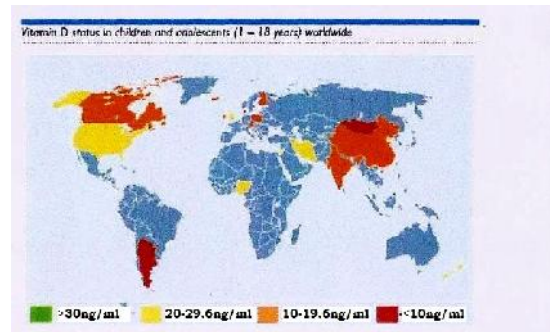 Vitamin D status in children and adolescents (1 – 18 years) worldwide
>30ng/ml 20-29.6ng/ml 10-19.6ng/ml <10ng/ml